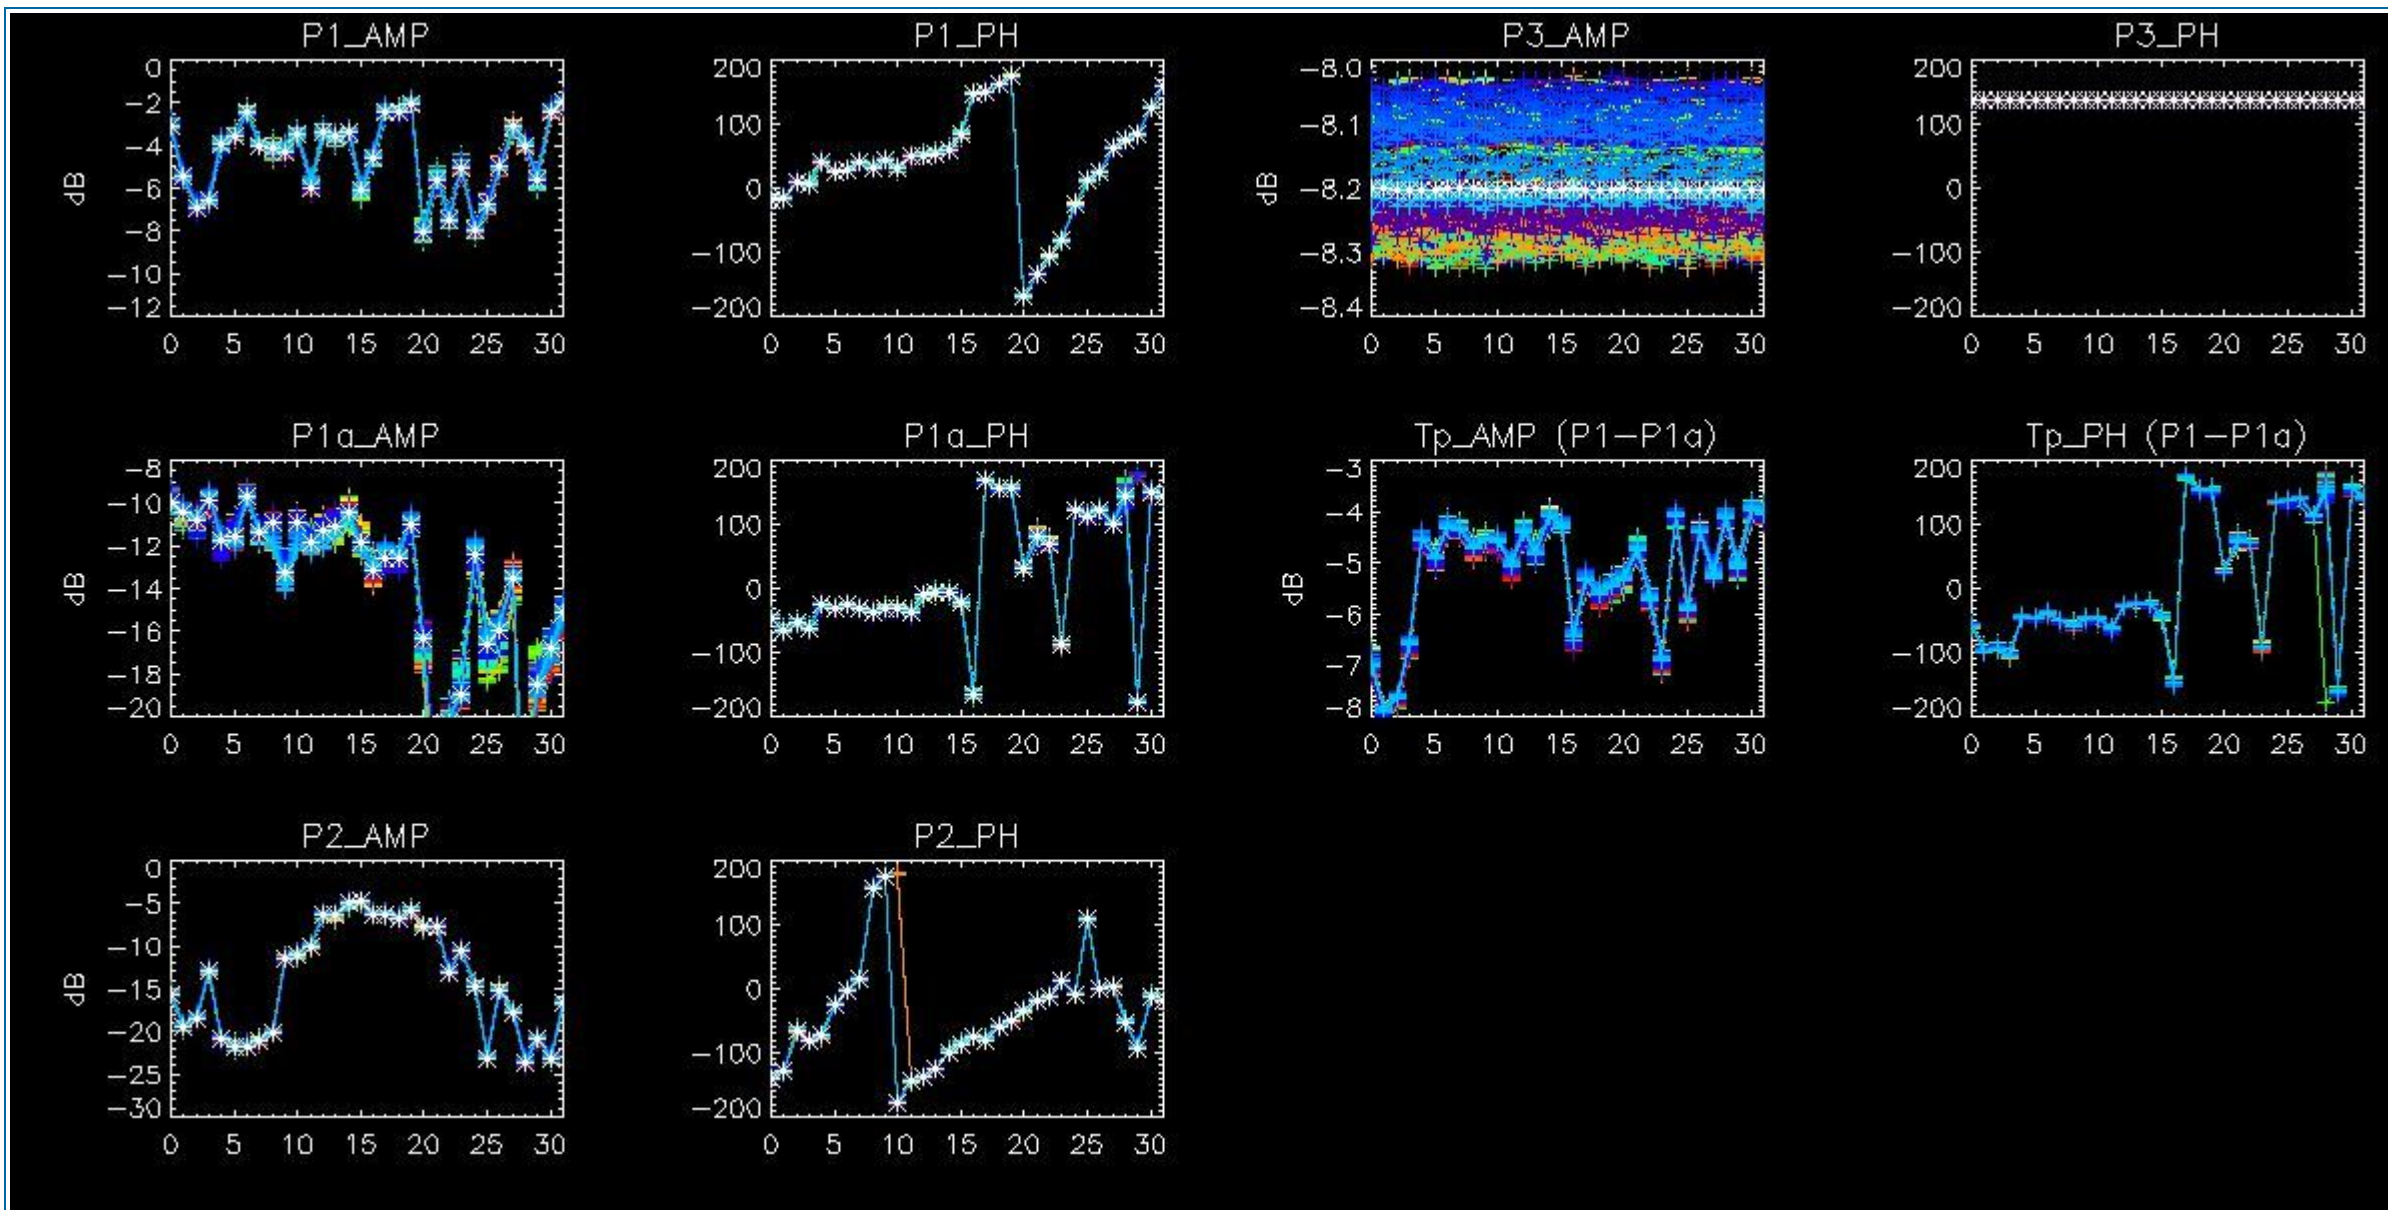 P1_AMP P1_PH P3_AMP P3_PH
0 200 -8.0 200
-2 100 -8.1 100
-4 0 -8.2 0
-6 -100 -8.3 -100
-8 -200 -8.4 -200
-10
-12
dB dB
0 5 10 15 20 25 30 0 5 10 15 20 25 30 0 5 10 15 20 25 30 0 5 10 15 20 25 30
P1a_AMP P1a_PH Tp_AMP (P1-P1a) Tp_PH (P1-P1a)
-8 200 -3 200
-10 100 -4 100
-12 0 -5 0
-14 -100 -6 -100
-16 -200 -7 -200
-18 -8
-20
dB dB
0 5 10 15 20 25 30 0 5 10 15 20 25 30 0 5 10 15 20 25 30 0 5 10 15 20 25 30
P2_AMP P2_PH
0 200
-5 100
-10 0
-15 -100
-20 -200
-25
-30
dB
0 5 10 15 20 25 30 0 5 10 15 20 25 30